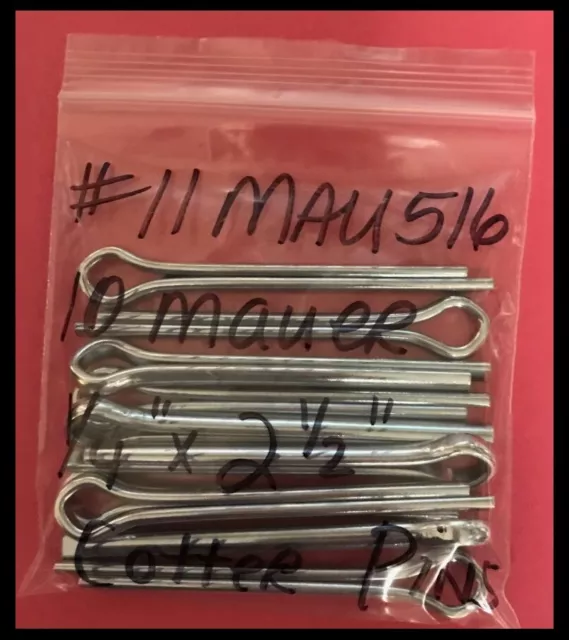 #11 MAU516
10 Mauer
1/4" x 2 1/2"
Cotter Pins